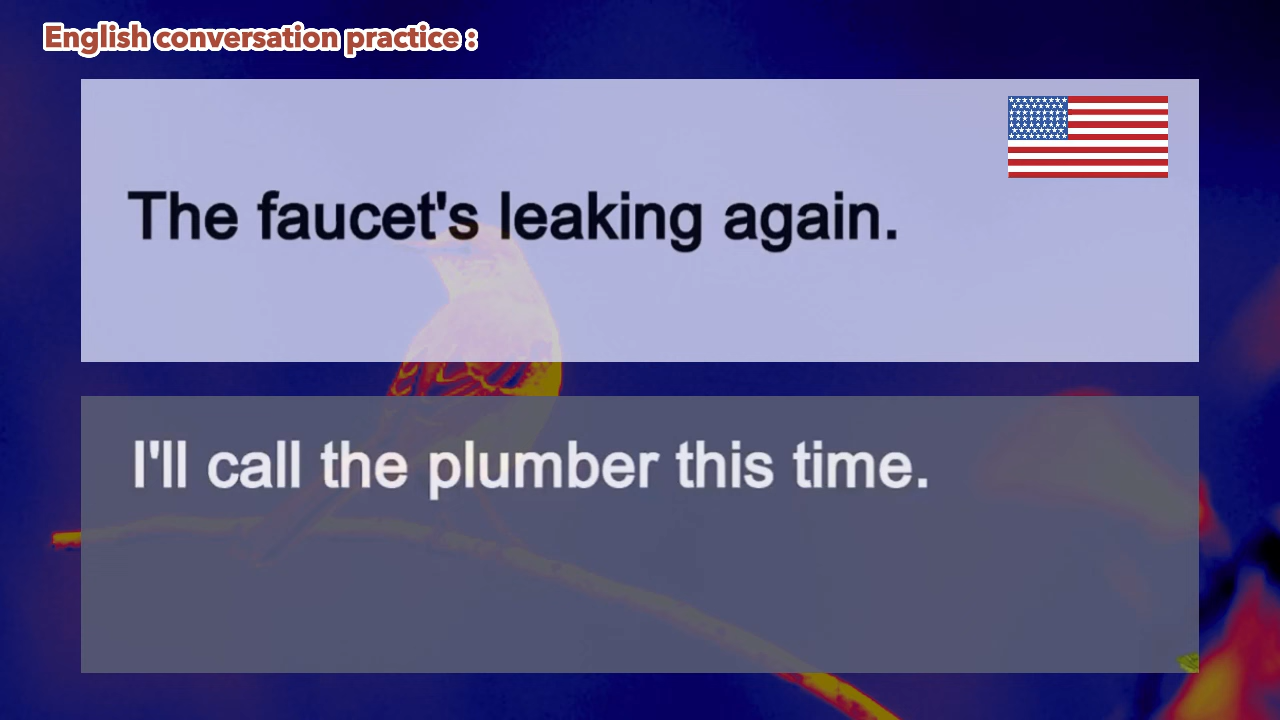 English conversation practice :
The faucet's leaking again.
I'll call the plumber this time.